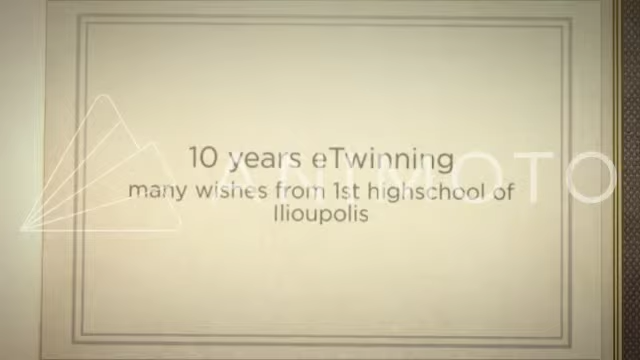 10 years eTwinning
ANIMOTO
many wishes from 1st highschool of
Ilioupolis